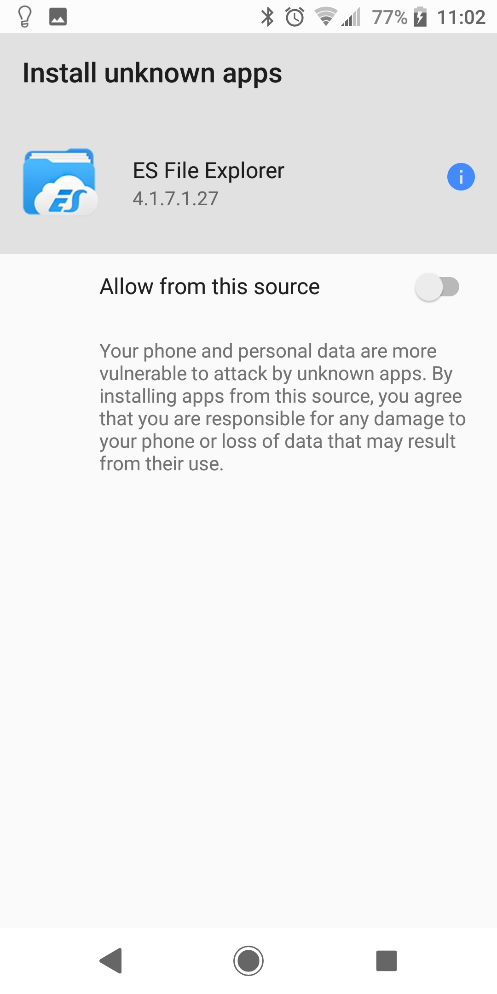 77% 11:02
Install unknown apps
ES File Explorer
4.1.7.1.27
ES
i
Allow from this source
Your phone and personal data are more
vulnerable to attack by unknown apps. By
installing apps from this source, you agree
that you are responsible for any damage to
your phone or loss of data that may result
from their use.